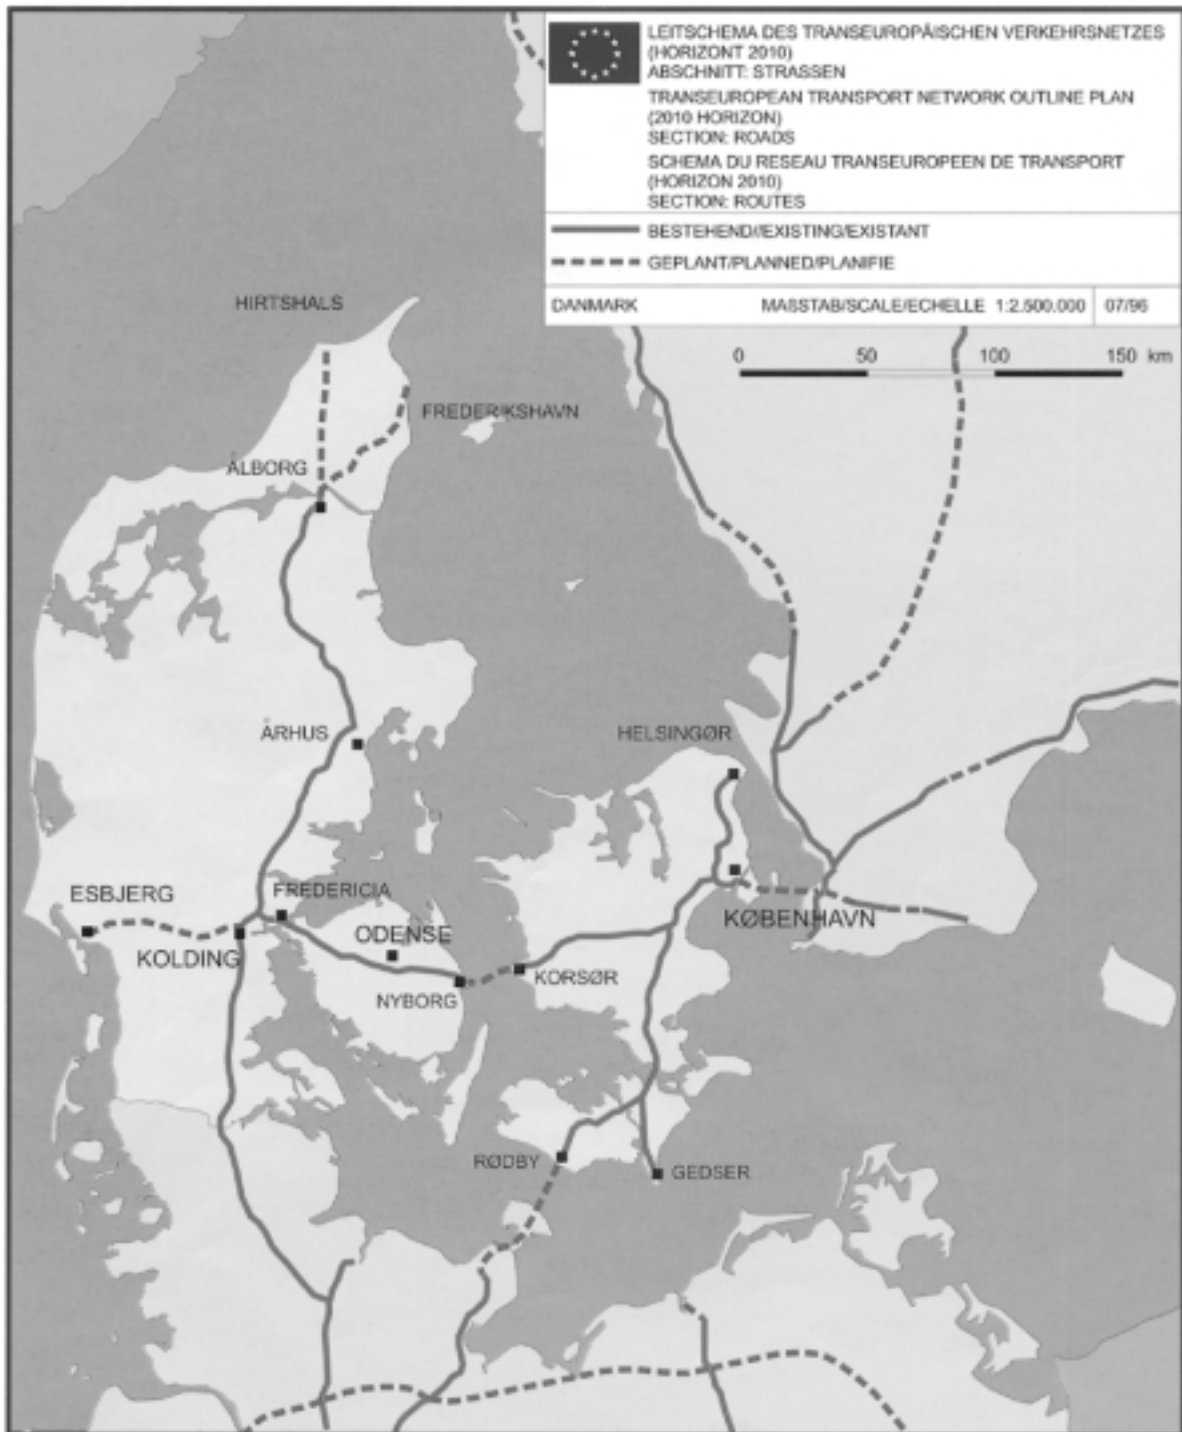 LEITSCHEMA DES TRANSEUROPÄISCHEN VERKEHRSNETZES
(HORIZONT 2010)
ABSCHNITT: STRASSEN
TRANSEUROPEAN TRANSPORT NETWORK OUTLINE PLAN
(2010 HORIZON)
SECTION: ROADS
SCHEMA DU RESEAU TRANSEUROPEEN DE TRANSPORT
(HORIZON 2010)
SECTION: ROUTES
BESTEHEND//EXISTING/EXISTANT
GEPLANT/PLANNED/PLANIFIE
DANMARK MAßSTAB/SCALE/ECHELLE 1:2.500.000 07/96
0 50 100 150 km
HIRTSHALS
FREDERIKSHAVN
ÅLBORG
ÅRHUS
HELSINGØR
ESBJERG
FREDERICIA
KØBENHAVN
ODENSE
KOLDING
KORSØR
NYBORG
RØDBY
GEDSER